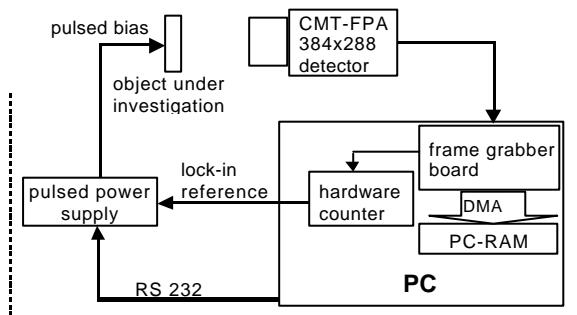 pulsed bias
object under
investigation
CMT-FPA
384x288
detector
pulsed power
supply
lock-in
reference
hardware
counter
frame grabber
board
DMA
PC-RAM
PC
RS 232